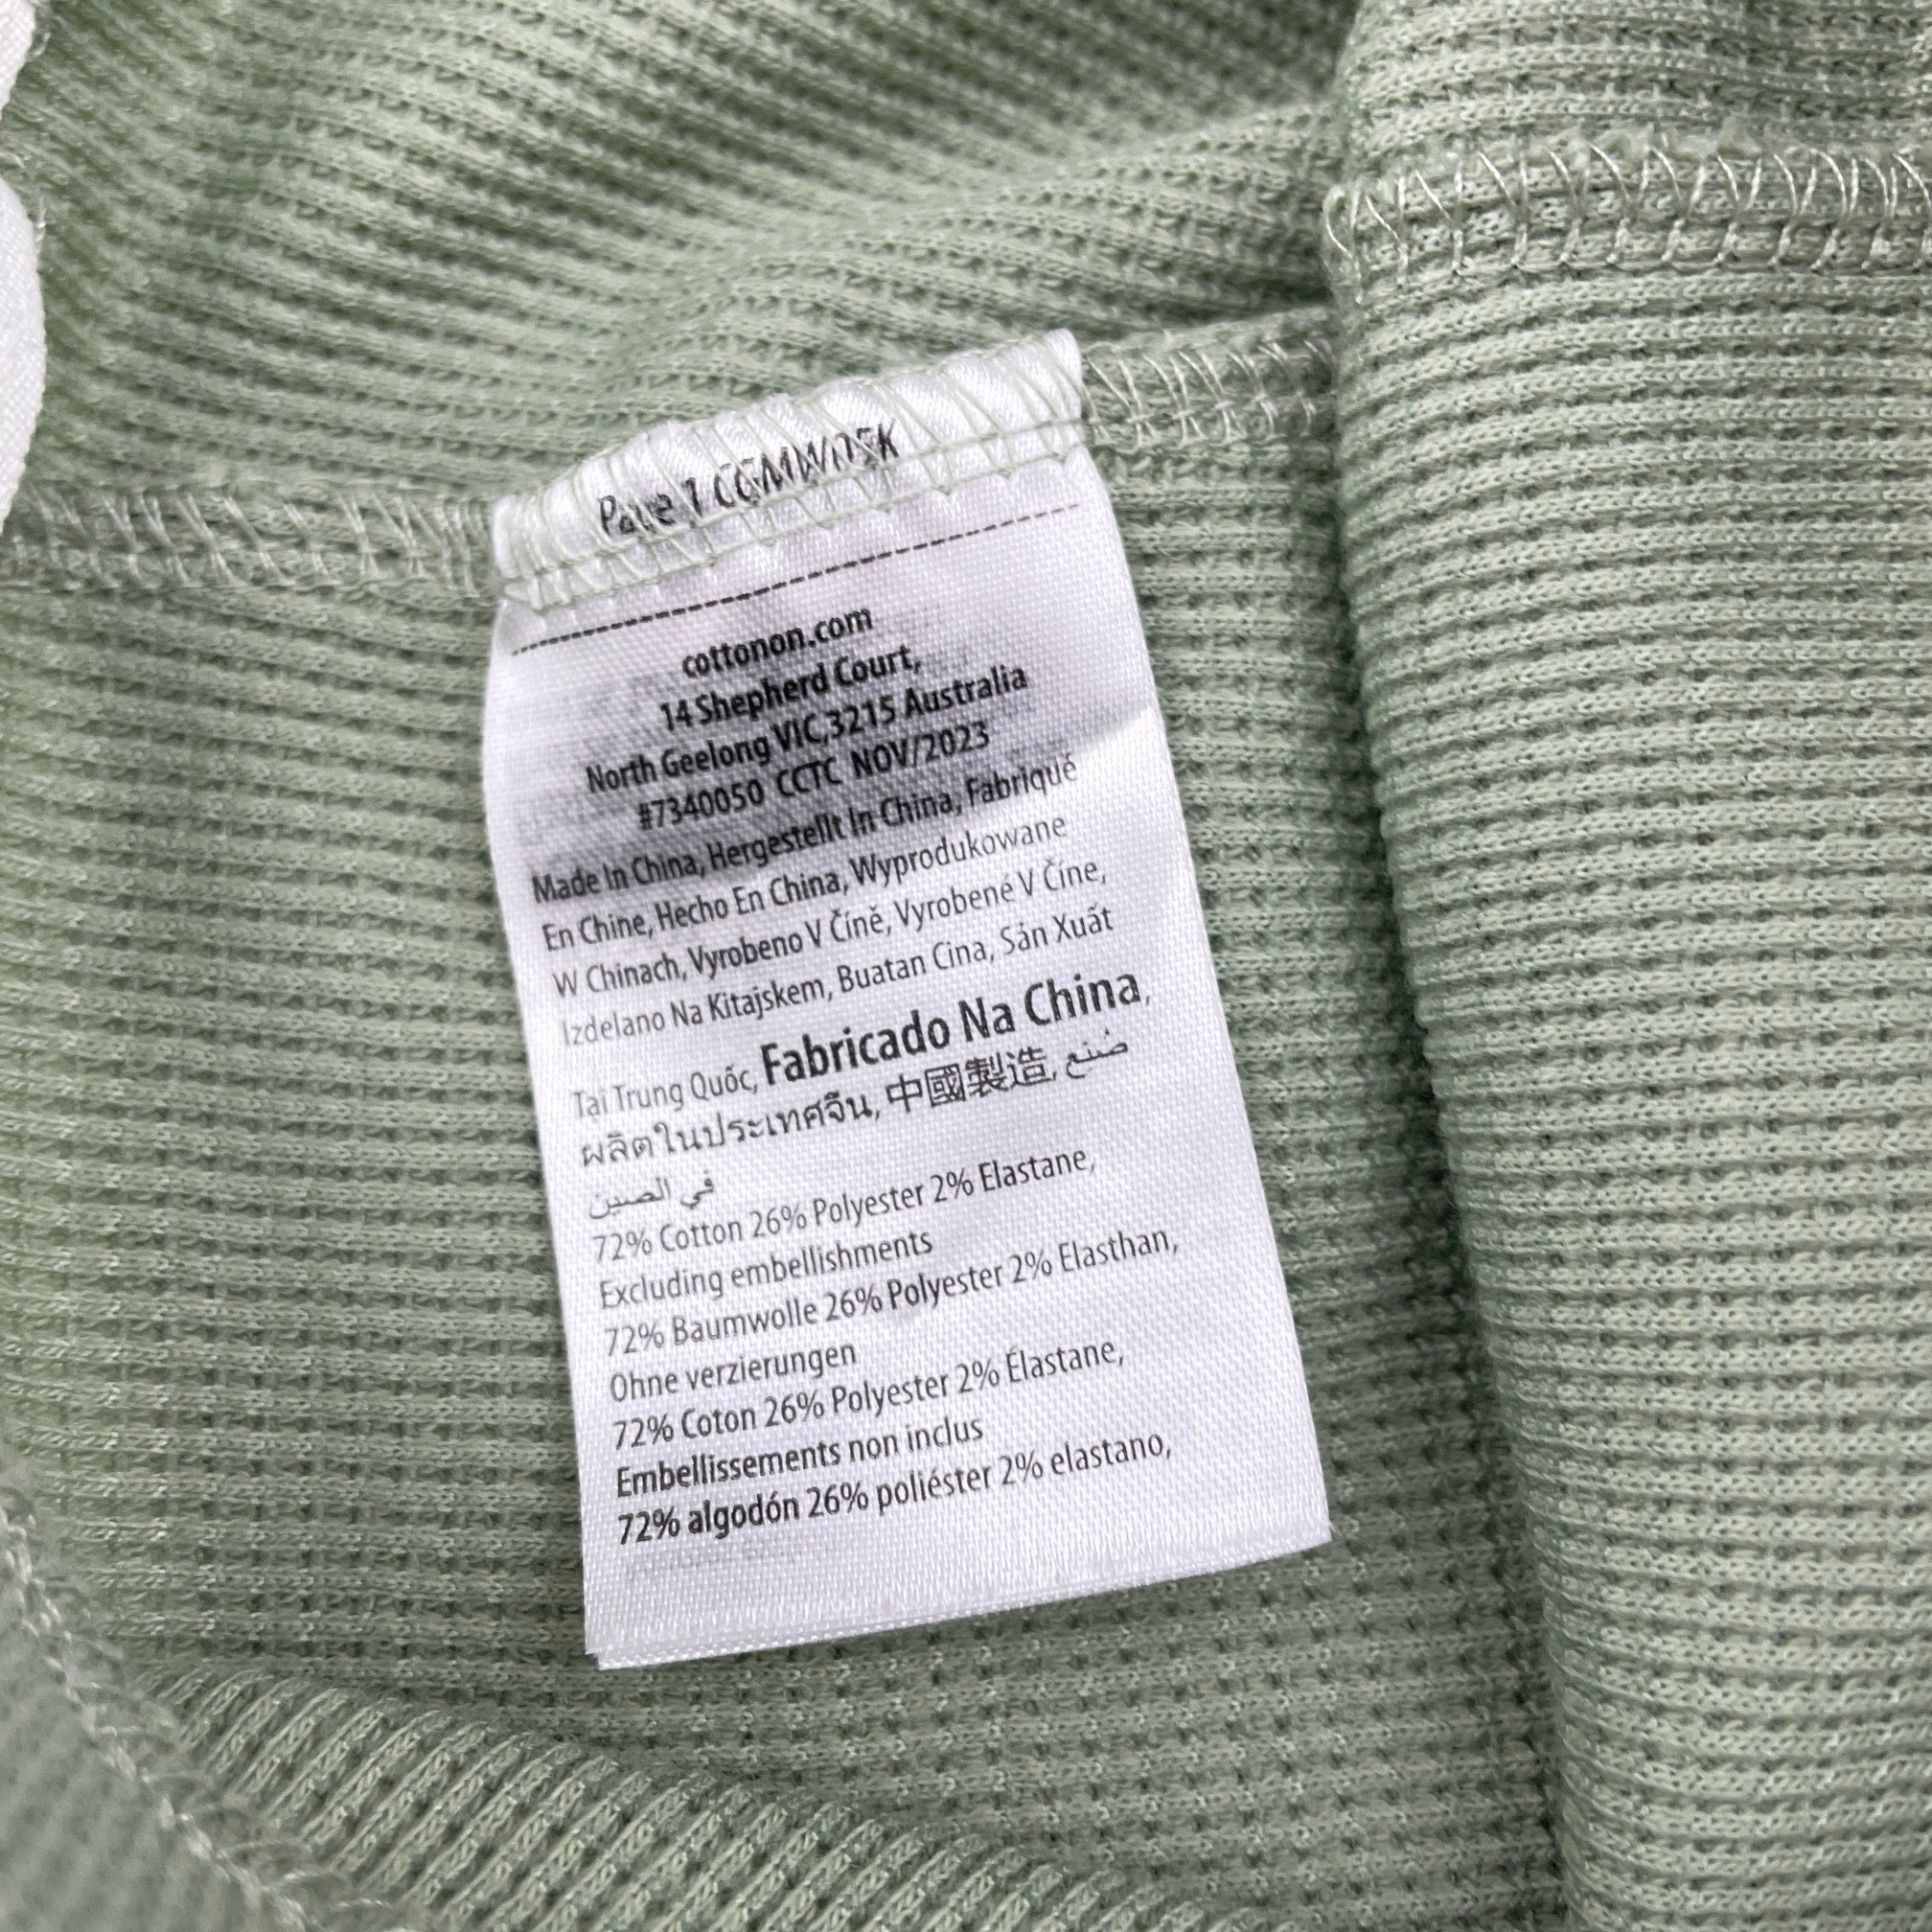 cottonon.com
14 Shepherd Court,
North Geelong VIC,3215 Australia
#7340050 CCTC NOV/2023
Made In China, Hergestellt In China, Fabriqué
En Chine, Hecho En China, Wyprodukowane
W Chinach, Vyrobeno V Číně, Vyrobené V Číne,
Izdelano Na Kitajskem, Buatan Cina, Sản Xuất
Tại Trung Quốc, Fabricado Na China,
ผลิตในประเทศจีน, 中國製造, صُنع
في الصين
72% Cotton 26% Polyester 2% Elastane,
Excluding embellishments
72% Baumwolle 26% Polyester 2% Elasthan,
Ohne verzierungen
72% Coton 26% Polyester 2% Élastane,
Embellissements non inclus
72% algodón 26% poliéster 2% elastano,